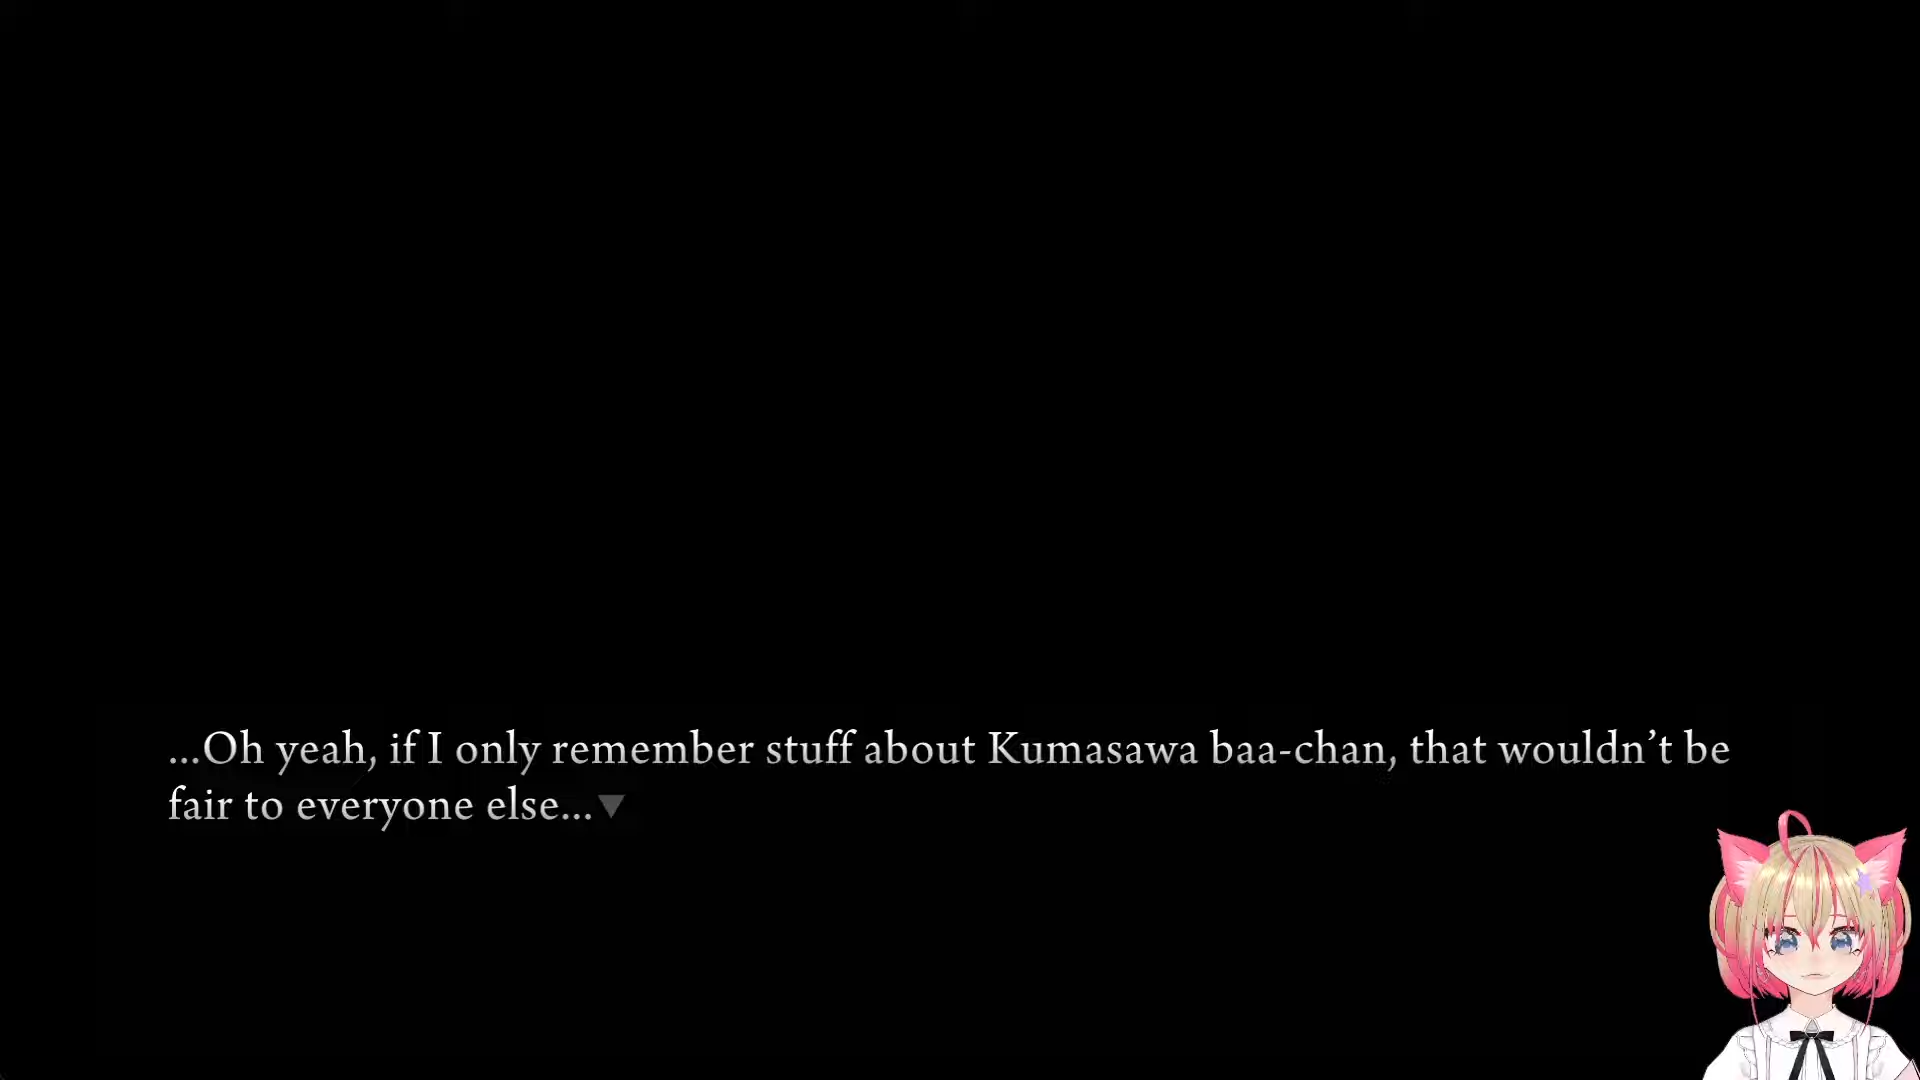 ...Oh yeah, if I only remember stuff about Kumasawa baa-chan, that wouldn’t be
fair to everyone else...